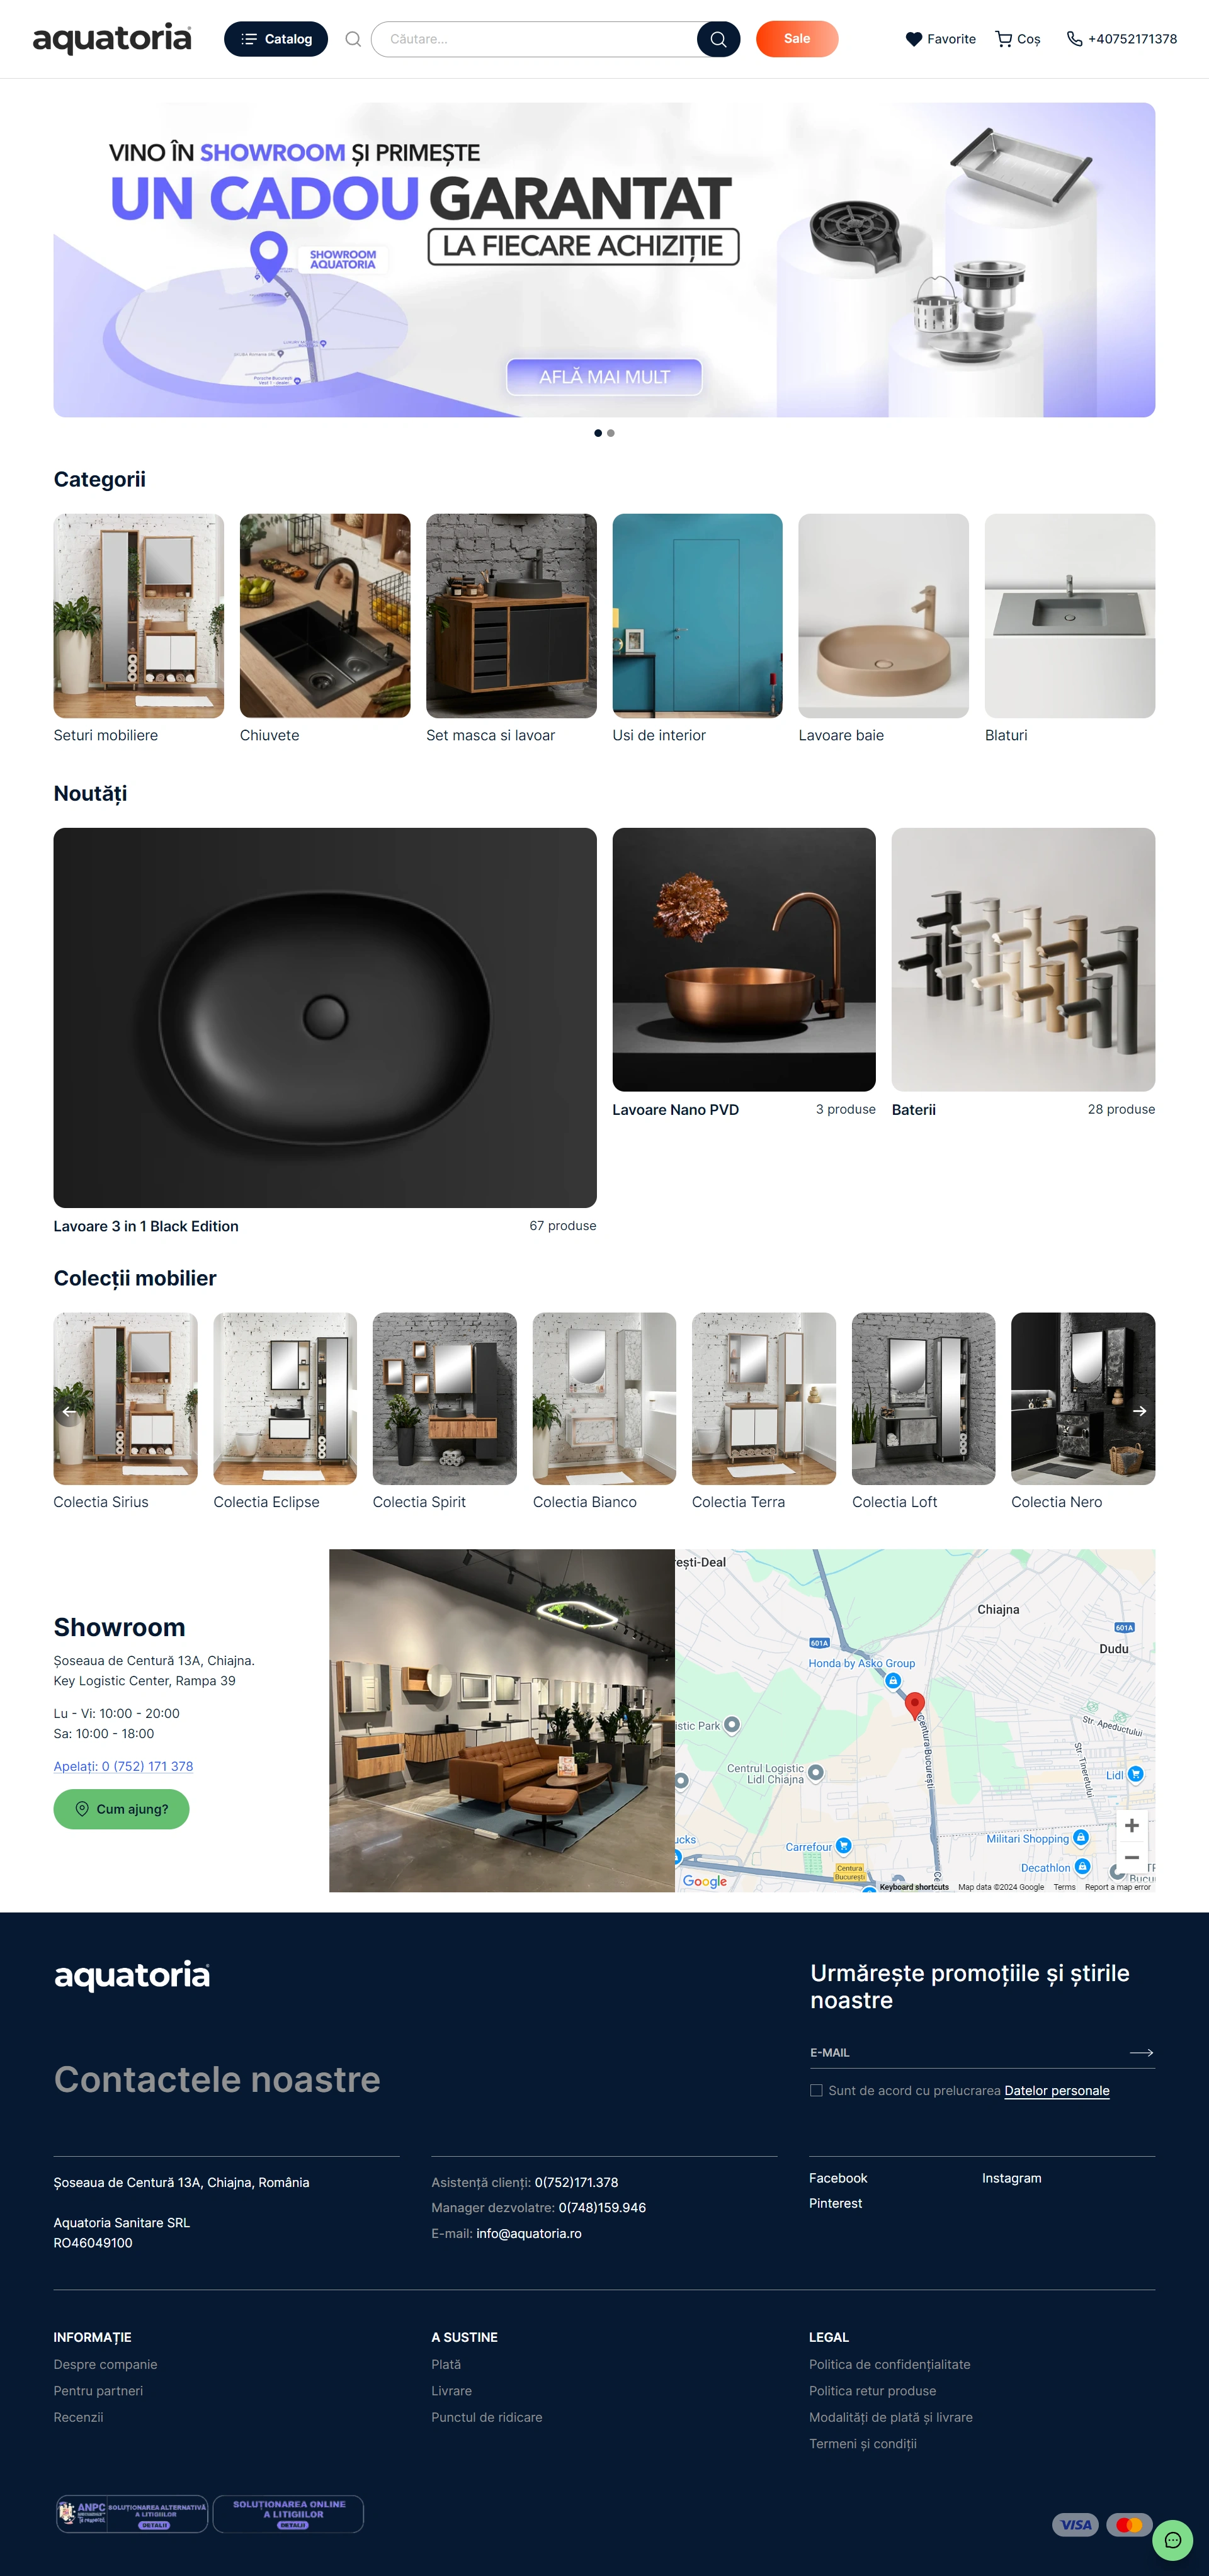 aquatoria
Catalog
Căutare...
Sale
Favorite
Coș
+40752171378
VINO ÎN SHOWROOM ȘI PRIMEȘTE
UN CADOU GARANTAT
LA FIECARE ACHIZIȚIE
SHOWROOM
AQUATORIA
AFLĂ MAI MULT
Categorii
Seturi mobiliere
Chiuvete
Set masca si lavoar
Usi de interior
Lavoare baie
Blaturi
Noutăți
Lavoare Nano PVD
3 produse
Baterii
28 produse
Lavoare 3 in 1 Black Edition
67 produse
Colecții mobilier
Colectia Sirius
Colectia Eclipse
Colectia Spirit
Colectia Bianco
Colectia Terra
Colectia Loft
Colectia Nero
Showroom
Șoseaua de Centură 13A, Chiajna.
Key Logistic Center, Rampa 39
Lu - Vi: 10:00 - 20:00
Sa: 10:00 - 18:00
Apelați: 0 (752) 171 378
Cum ajung?
ești-Deal
Chiajna
601A
601A
Dudu
Honda by Asko Group
istic Park
Centura București
Str. Apeductului
Str. Tineretului
Centrul Logistic
Lidl Chiajna
Lidl
ucks
Carrefour
Militari Shopping
Decathlon
Centura
București
Google
Keyboard shortcuts
Map data ©2024 Google
Terms
Report a map error
aquatoria
Urmărește promoțiile și știrile
noastre
E-MAIL
Contactele noastre
Sunt de acord cu prelucrarea Datelor personale
Șoseaua de Centură 13A, Chiajna, România
Aquatoria Sanitare SRL
RO46049100
Asistență clienți: 0(752)171.378
Manager dezvolatre: 0(748)159.946
E-mail: info@aquatoria.ro
Facebook
Instagram
Pinterest
INFORMAȚIE
Despre companie
Pentru partneri
Recenzii
A SUSTINE
Plată
Livrare
Punctul de ridicare
LEGAL
Politica de confidențialitate
Politica retur produse
Modalități de plată și livrare
Termeni și condiții
ANPC
SOLUȚIONAREA ALTERNATIVĂ
A LITIGIILOR
DETALII
SOLUȚIONAREA ONLINE
A LITIGIILOR
DETALII
VISA